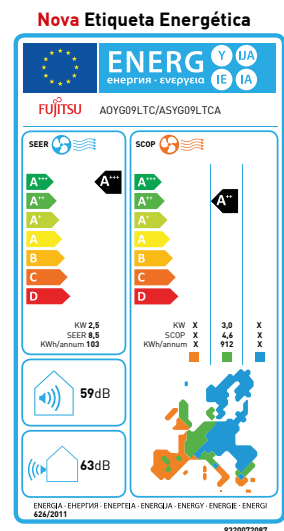 Nova Etiqueta Energética
ENERG Y IJA
енергия · ενεργεια IE IA
FUJITSU AOYG09LTC/ASYG09LTCA
SEER SCOP
A+++ A+++ A+++
A++ A++ A++
A+ A+
A A
B B
C C
D D
KW 2,5 KW X 3,0 X
SEER 8,5 SCOP X 4,6 X
KWh/annum 103 KWh/annum X 912 X
59dB
63dB
ENERGIA · ЕНЕРГИЯ · ΕΝΕΡΓΕΙΑ · ENERGIJA · ENERGY · ENERGIE · ENERGI
626/2011
9320072087